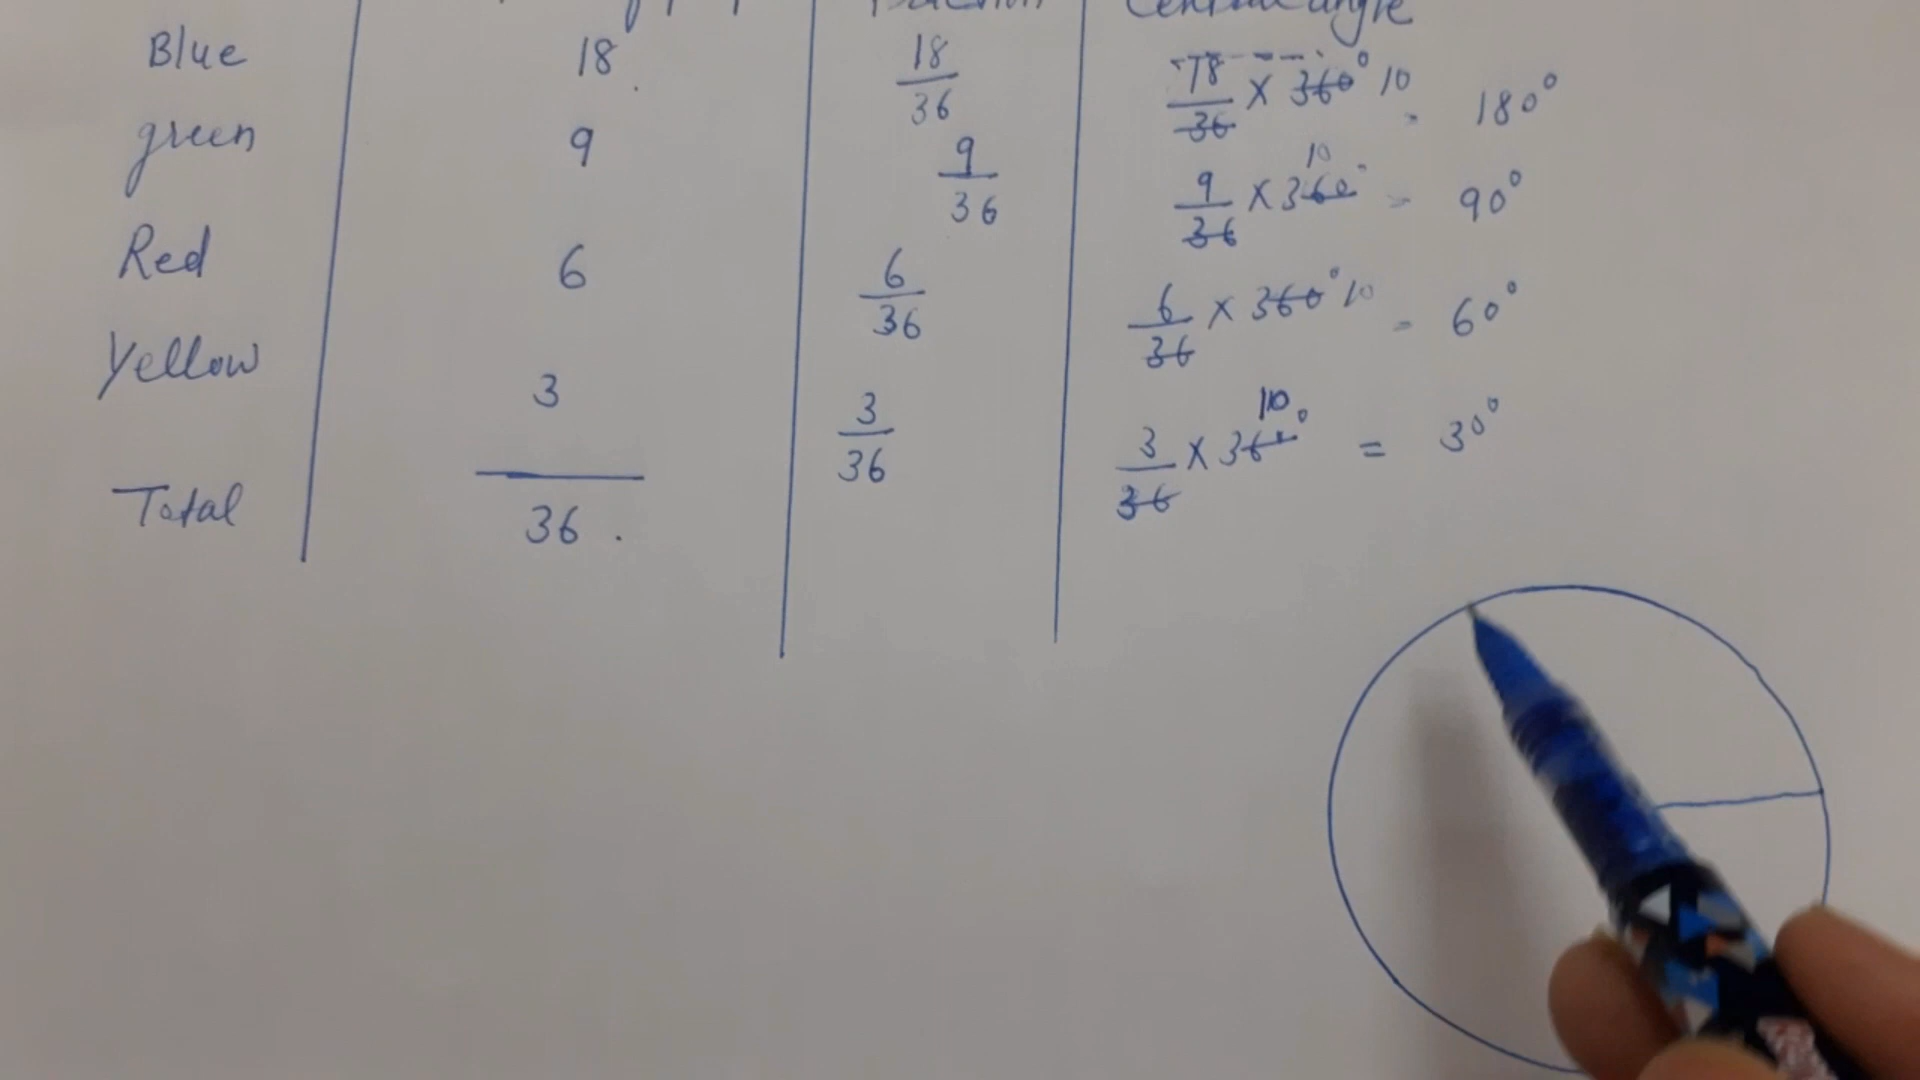 Central angle
Blue 18 18/36 18/36 × 360° 10 = 180°
green 9 9/36 9/36 × 360 10 = 90°
Red 6 6/36 6/36 × 360° 10 = 60°
Yellow 3 3/36 3/36 × 360° 10 = 30°
Total 36